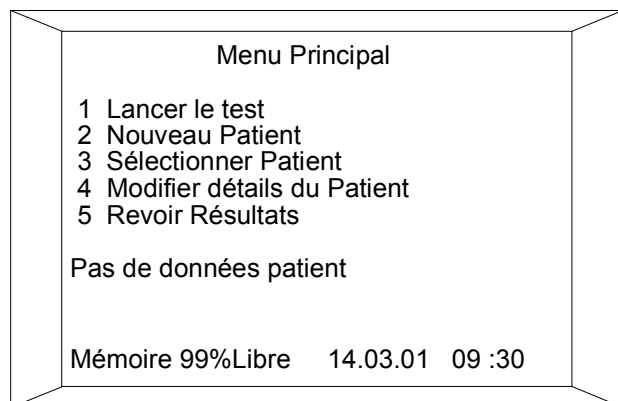 Menu Principal
1 Lancer le test
2 Nouveau Patient
3 Sélectionner Patient
4 Modifier détails du Patient
5 Revoir Résultats
Pas de données patient
Mémoire 99%Libre 14.03.01 09 :30